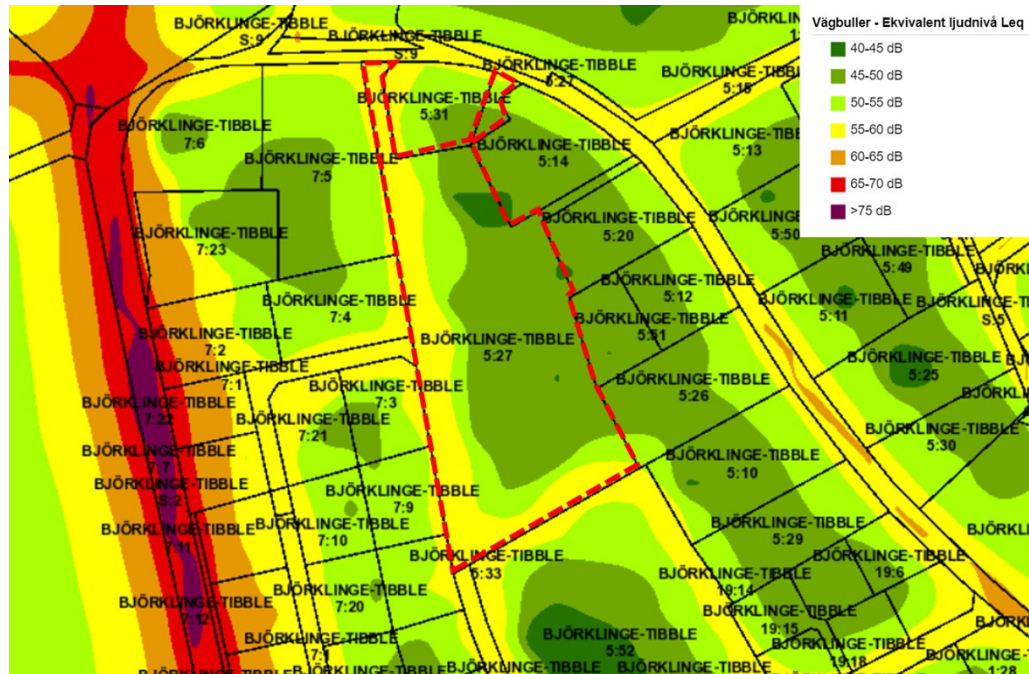 Vägbuller - Ekvivalent ljudnivå Leq
40-45 dB
45-50 dB
50-55 dB
55-60 dB
60-65 dB
65-70 dB
>75 dB
BJÖRKLINGE-TIBBLE
S:9
BJÖRKLINGE-TIBBLE
S:9
BJÖRKLINGE-TIBBLE
5:27
BJÖRKLINGE-TIBBLE
5:31
BJÖRKLINGE-TIBBLE
7:6
BJÖRKLINGE-TIBBLE
7:5
BJÖRKLINGE-TIBBLE
5:14
BJÖRKLINGE-TIBBL
5:15
BJÖRKLINGE-TIBB
5:13
BJÖRKLINGE-TIBBLE
7:23
BJÖRKLINGE-TIBBLE
5:20
BJÖRKLINGE-TIBB
5:50
BJÖRKLINGE-TIBBLE
7:4
BJÖRKLINGE-TIBBLE
5:12
BJÖRKLINGE-TIBBLE
5:49
BJÖRKLINGE-TIBBLE
5:11
BJÖRKLINGE-T
S:5
BJÖRKLINGE-TIBBLE
7:2
BJÖRKLINGE-TIBBLE
5:27
BJÖRKLINGE-TIBBLE
5:51
BJÖRKLINGE-TIBBLE
7:1
BJÖRKLINGE-TIBBLE
7:3
BJÖRKLINGE-TIBBLE
5:26
BJÖRKLINGE-TIBBLE
5:25
BJÖRKLINGE-TIBBLE
7:22
BJÖRKLINGE-TIBBLE
7:21
BJÖRKLINGE-TIBBLE
5:30
BJÖRKLINGE-TIBBLE
7:7
BJÖRKLINGE-TIBBLE
5:10
BJÖRKLINGE-TIBBLE
S:2
BJÖRKLINGE-TIBBLE
7:9
BJÖRKLINGE-TIBBLE
7:11
BJÖRKLINGE-TIBBLE
7:10
BJÖRKLINGE-TIBBLE
5:29
BJÖRKLINGE-TIBBLE
5:33
BJÖRKLINGE-TIBBLE
19:6
BJÖRKLINGE-TIBBLE
19:14
BJÖRKLINGE-TIBBLE
7:12
BJÖRKLINGE-TIBBLE
7:20
BJÖRKLINGE-TIBBLE
19:15
BJÖRKLINGE-TIBBLE
5:52
BJÖRKLINGE-TIBBLE
19:18
BJÖRKLINGE-T
1:28